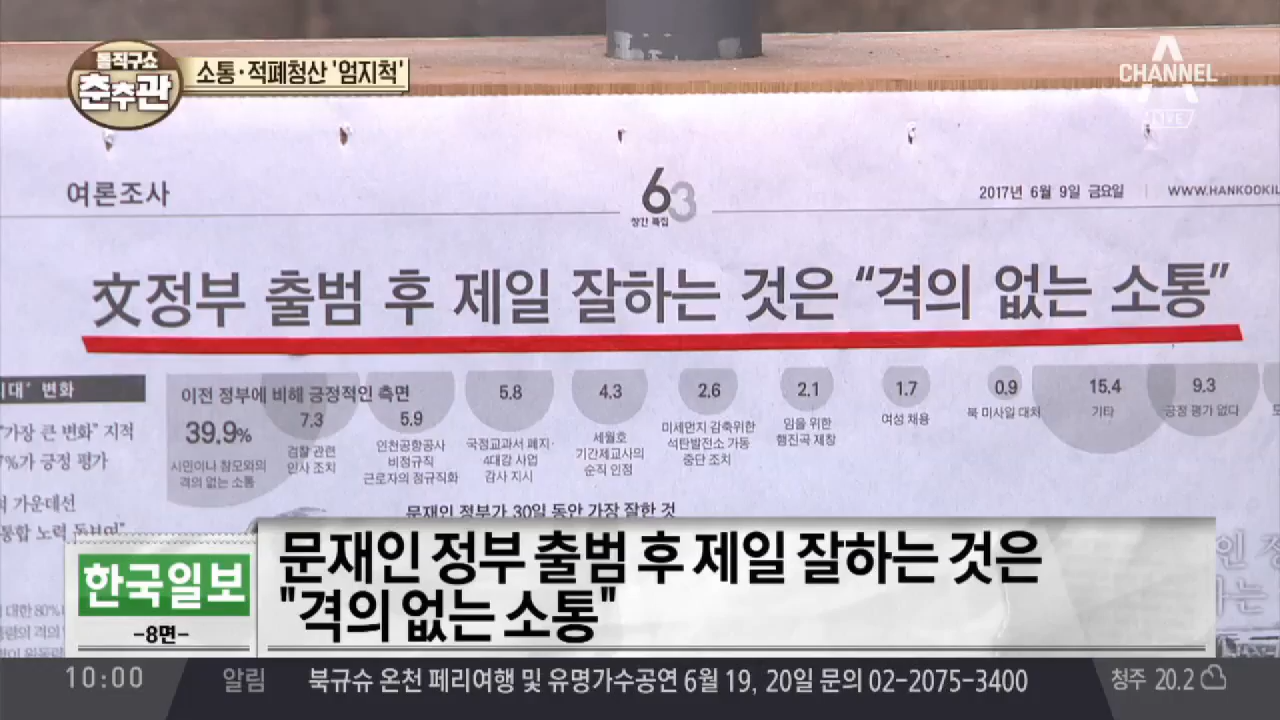 돌직구쇼
춘추관
소통·적폐청산 '엄지척'
CHANNEL
LIVE
여론조사
63
창간 특집
2017년 6월 9일 금요일
WWW.HANKOOKIL
文정부 출범 후 제일 잘하는 것은 “격의 없는 소통”
변화
“가장 큰 변화” 지적
7%가 긍정 평가
가운데선
이전 정부에 비해 긍정적인 측면
39.9%
시민이나 참모와의
격의 없는 소통
7.3
검찰 관련
인사 조치
5.9
인천공항공사
비정규직
근로자의 정규직화
5.8
국정교과서 폐지·
4대강 사업
감사 지시
4.3
세월호
기간제교사의
순직 인정
2.6
미세먼지 감축위한
석탄발전소 가동
중단 조치
2.1
임을 위한
행진곡 제창
1.7
여성 채용
0.9
북 미사일 대처
15.4
기타
9.3
긍정 평가 없다
문재인 정부가 30일 동안 가장 잘한 것
한국일보
-8면-
문재인 정부 출범 후 제일 잘하는 것은
"격의 없는 소통"
10:00 알림 북규슈 온천 페리여행 및 유명가수공연 6월 19, 20일 문의 02-2075-3400 청주 20.2